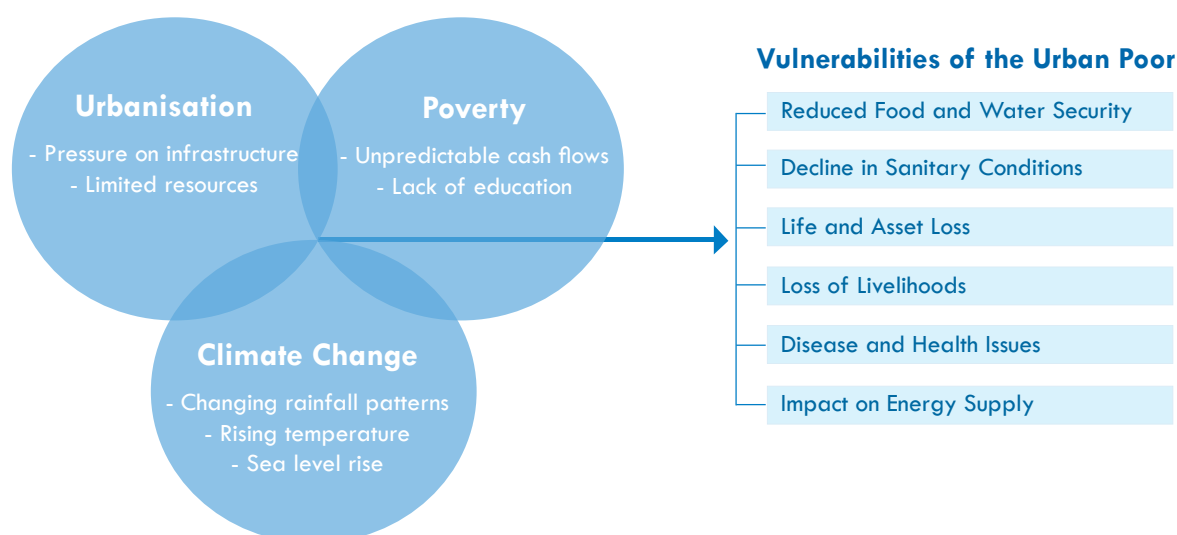 Urbanisation
- Pressure on infrastructure
- Limited resources
Poverty
- Unpredictable cash flows
- Lack of education
Climate Change
- Changing rainfall patterns
- Rising temperature
- Sea level rise
Vulnerabilities of the Urban Poor
Reduced Food and Water Security
Decline in Sanitary Conditions
Life and Asset Loss
Loss of Livelihoods
Disease and Health Issues
Impact on Energy Supply